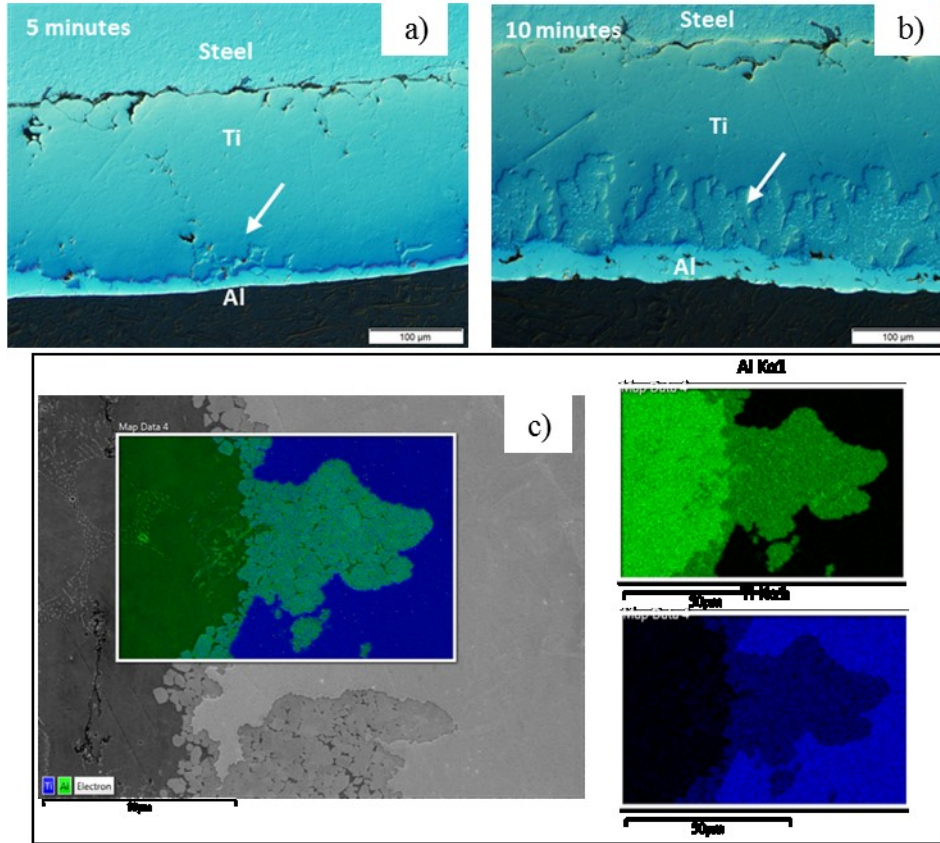 5 minutes
a)
Steel
Ti
Al
100 µm
10 minutes
b)
Steel
Ti
Al
100 µm
c)
Map Data 4
Ti Al Electron
Al Kα1
Map Data 4
50µm
Map Data 4
50µm